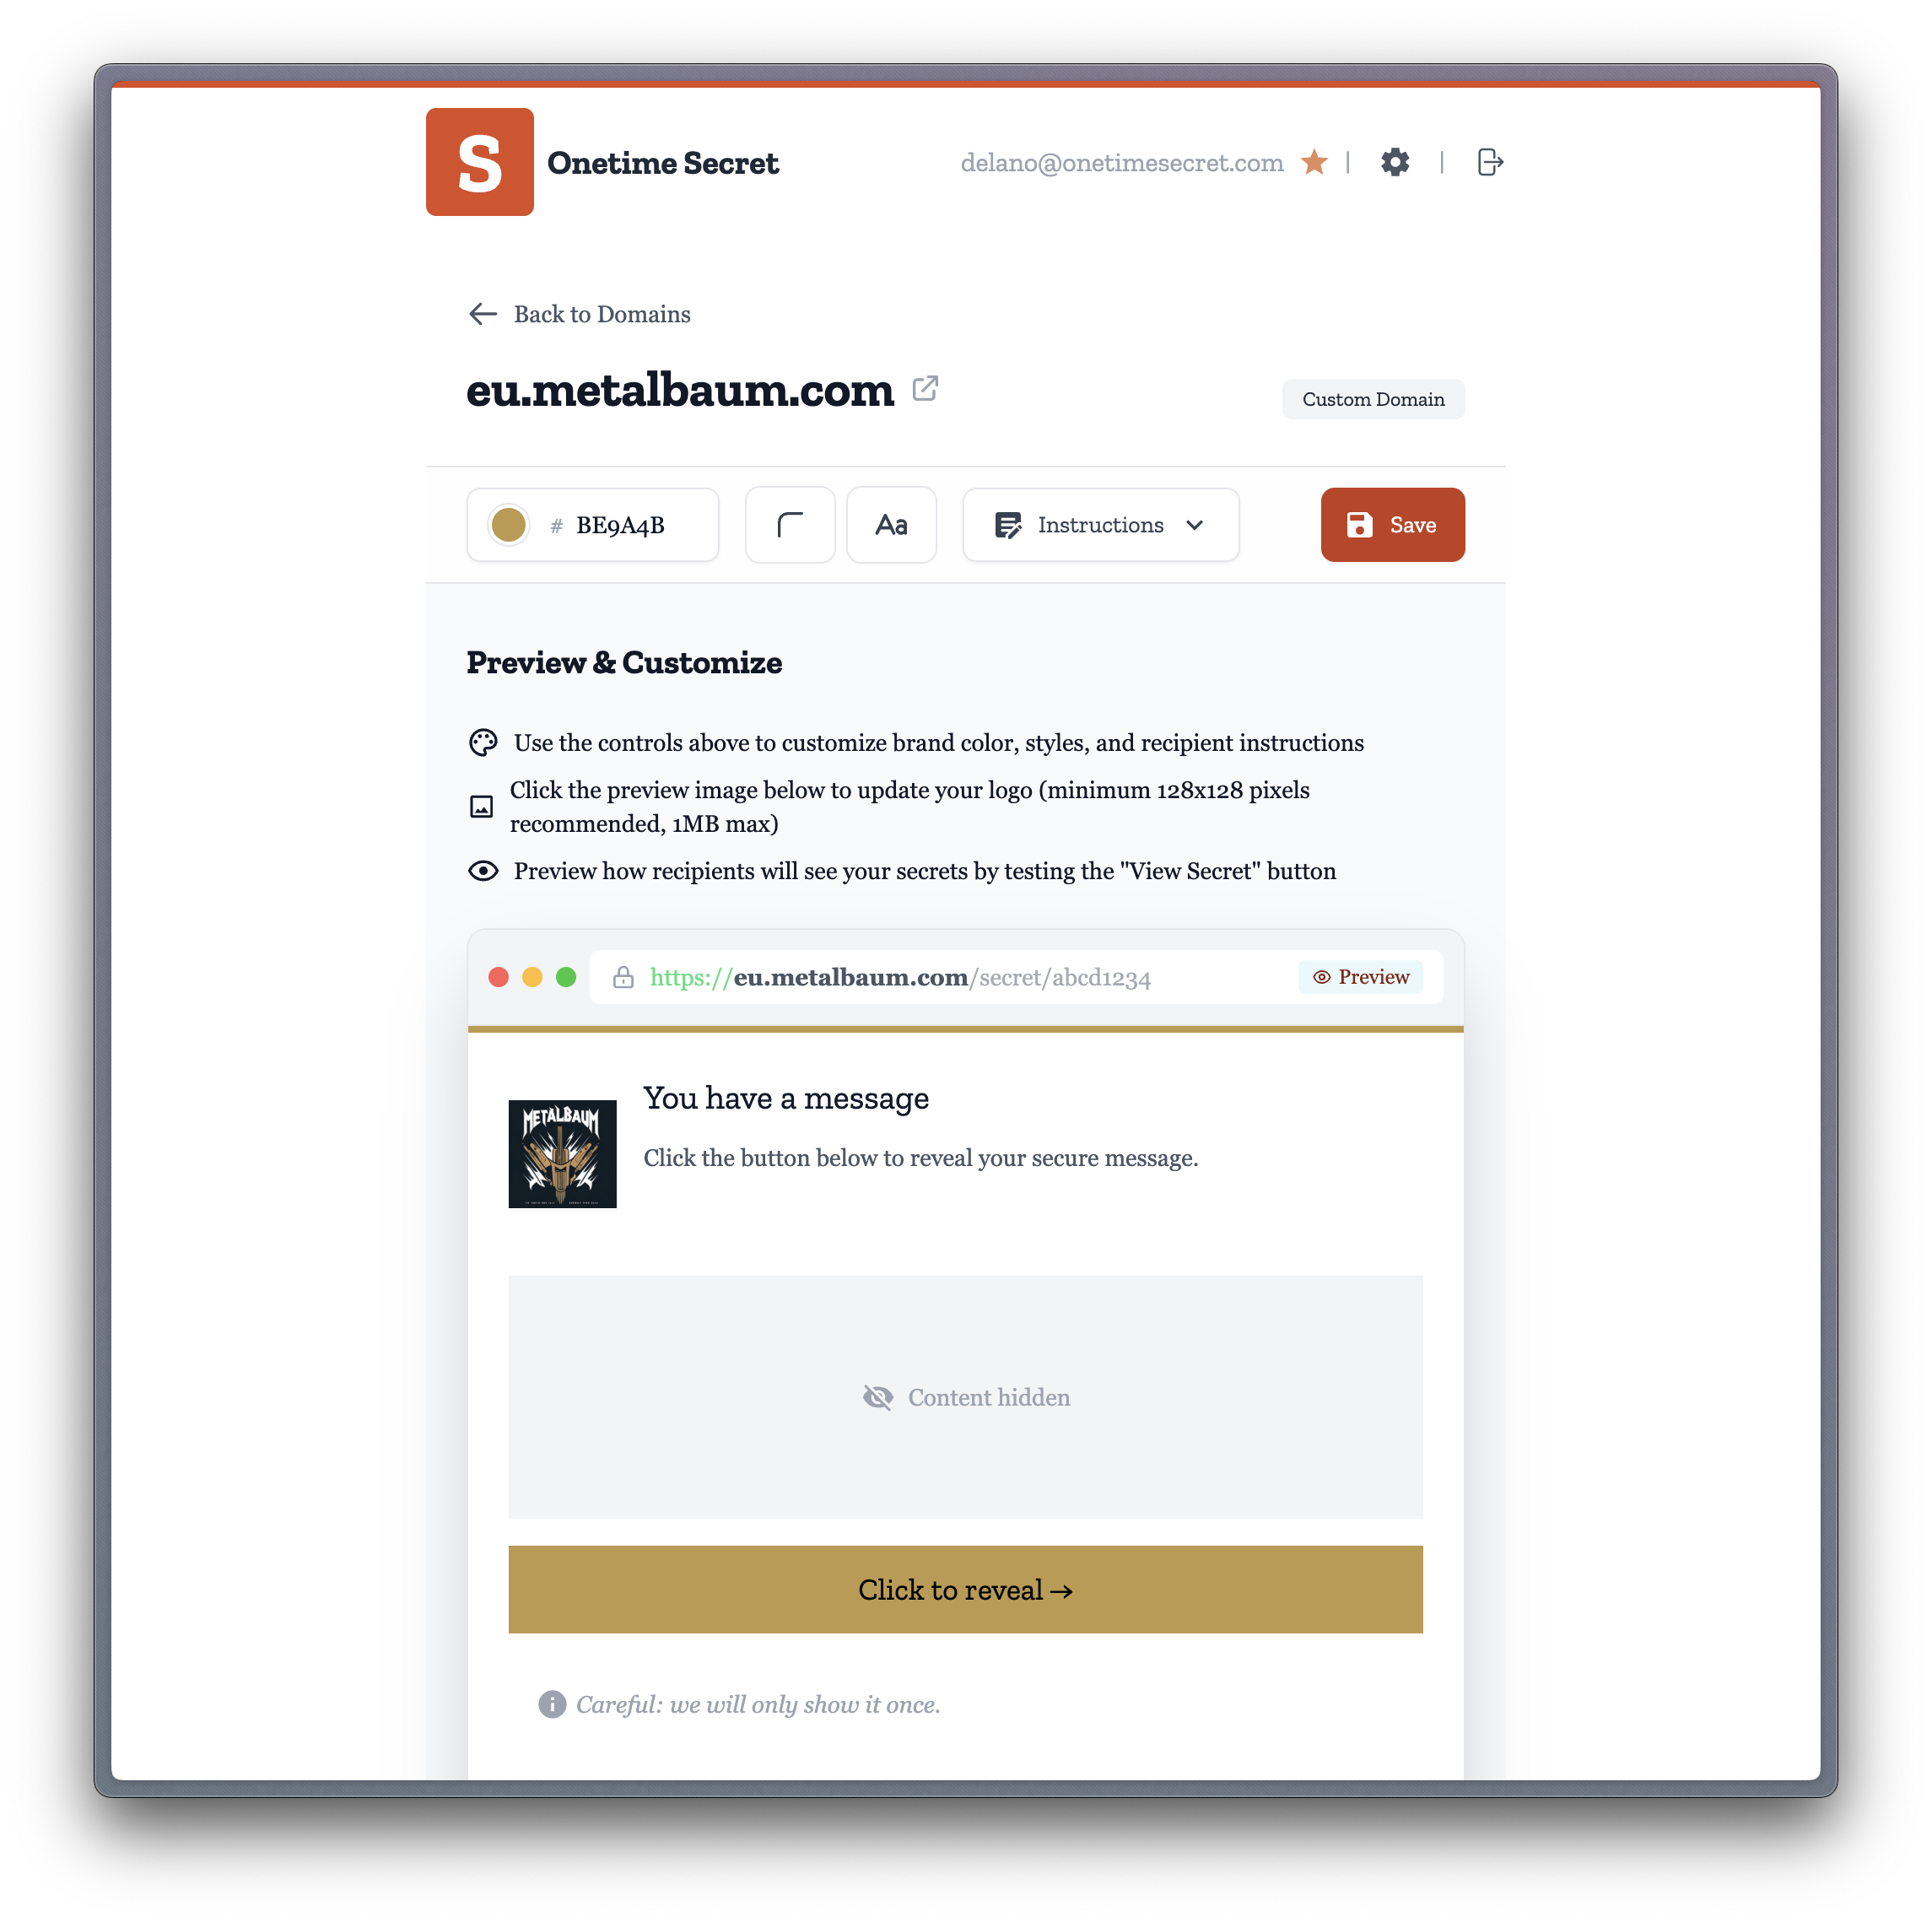 S
Onetime Secret
delano@onetimesecret.com
Back to Domains
eu.metalbaum.com
Custom Domain
# BE9A4B
Aa
Instructions
Save
Preview & Customize
Use the controls above to customize brand color, styles, and recipient instructions
Click the preview image below to update your logo (minimum 128x128 pixels
recommended, 1MB max)
Preview how recipients will see your secrets by testing the "View Secret" button
https://eu.metalbaum.com/secret/abcd1234
Preview
METALBAUM
You have a message
Click the button below to reveal your secure message.
Content hidden
Click to reveal →
Careful: we will only show it once.